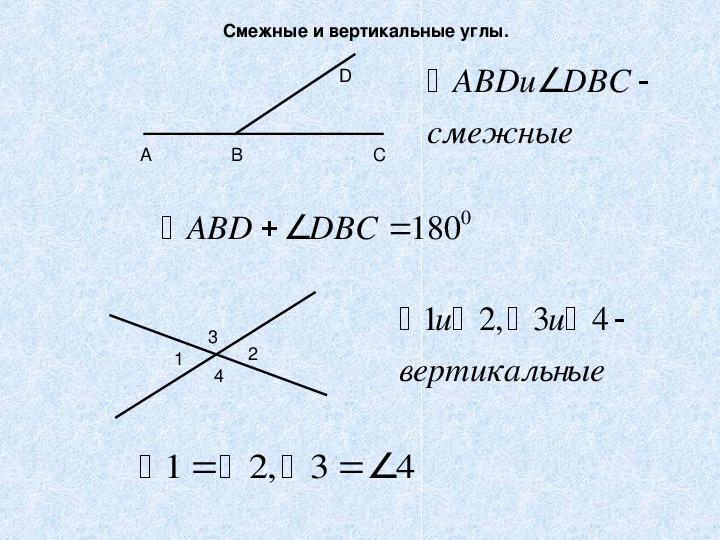 Смежные и вертикальные углы.
D
A B C
∠ABDи∠DBC -
смежные
∠ABD + ∠DBC =180⁰
3
1 2
4
∠1и∠2, ∠3и∠4 -
вертикальные
∠1 = ∠2, ∠3 = ∠4